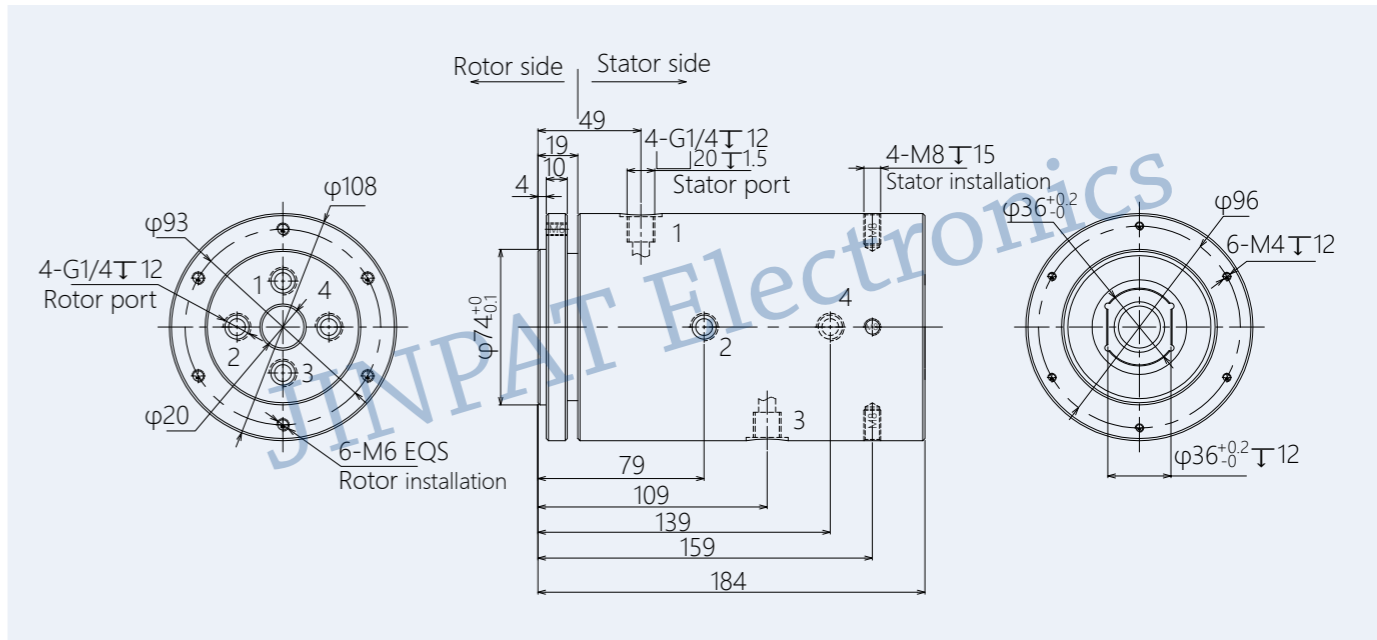 Rotor side
Stator side
49
19
4-G1/4↧12
10
20↧1.5
Stator port
4
4-M8↧15
Stator installation
φ108
φ93
4-G1/4↧12
Rotor port
1
4
2
3
φ20
6-M6 EQS
Rotor installation
φ74+0 0.1
1
2
3
4
M8
M8
79
109
139
159
184
φ36+0.2 -0
φ96
6-M4↧12
φ36+0.2 -0↧12
JINPAT Electronics